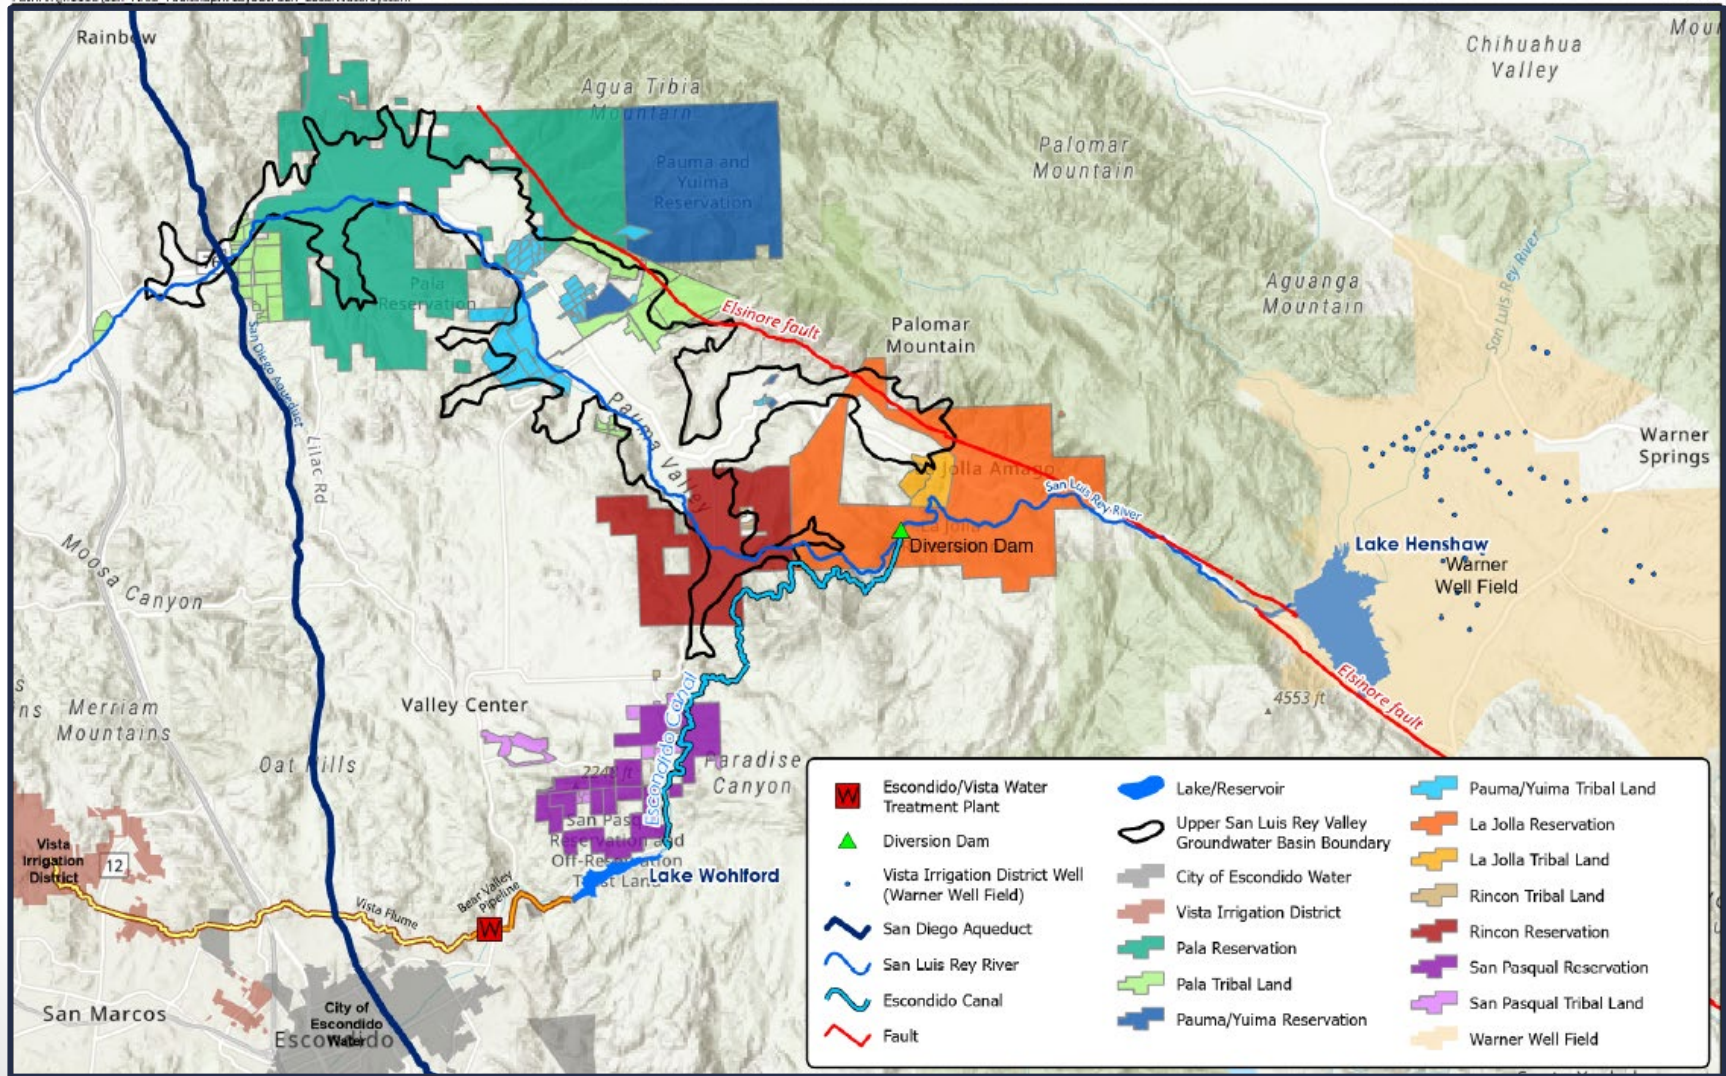 Rainbow
Chihuahua
Valley
Agua Tibia
Mountain
Palomar
Mountain
Pauma and
Yuima
Reservation
San Luis Rey River
Aguanga
Mountain
Pala
Reservation
Elsinore fault
Palomar
Mountain
San Diego Aqueduct
Pauma Valley
Lilac Rd
Warner
Springs
La Jolla Amago
San Luis Rey River
La Jolla
Diversion Dam
Lake Henshaw
Warner
Well Field
Moosa Canyon
Elsinore fault
4553 ft
Merriam
Mountains
Valley Center
Escondido Canal
Oat Hills
Paradise
Canyon
San Pasqual
Reservation and
Off-Reservation
Trust Land
Lake Wohlford
Vista
Irrigation
District
12
Bear Valley
Pipeline
Vista Flume
W
San Marcos
City of
Escondido
Water
Escondido
W
Escondido/Vista Water
Treatment Plant
Diversion Dam
Vista Irrigation District Well
(Warner Well Field)
San Diego Aqueduct
San Luis Rey River
Escondido Canal
Fault
Lake/Reservoir
Upper San Luis Rey Valley
Groundwater Basin Boundary
City of Escondido Water
Vista Irrigation District
Pala Reservation
Pala Tribal Land
Pauma/Yuima Reservation
Pauma/Yuima Tribal Land
La Jolla Reservation
La Jolla Tribal Land
Rincon Tribal Land
Rincon Reservation
San Pasqual Reservation
San Pasqual Tribal Land
Warner Well Field